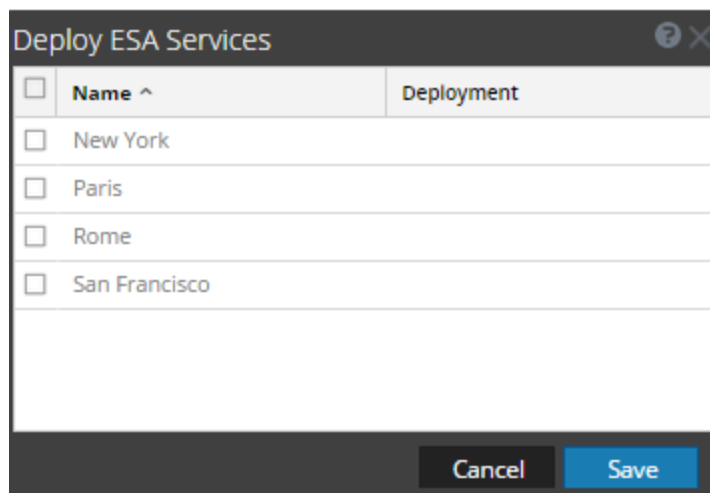 Deploy ESA Services
Name Deployment
New York
Paris
Rome
San Francisco
Cancel Save